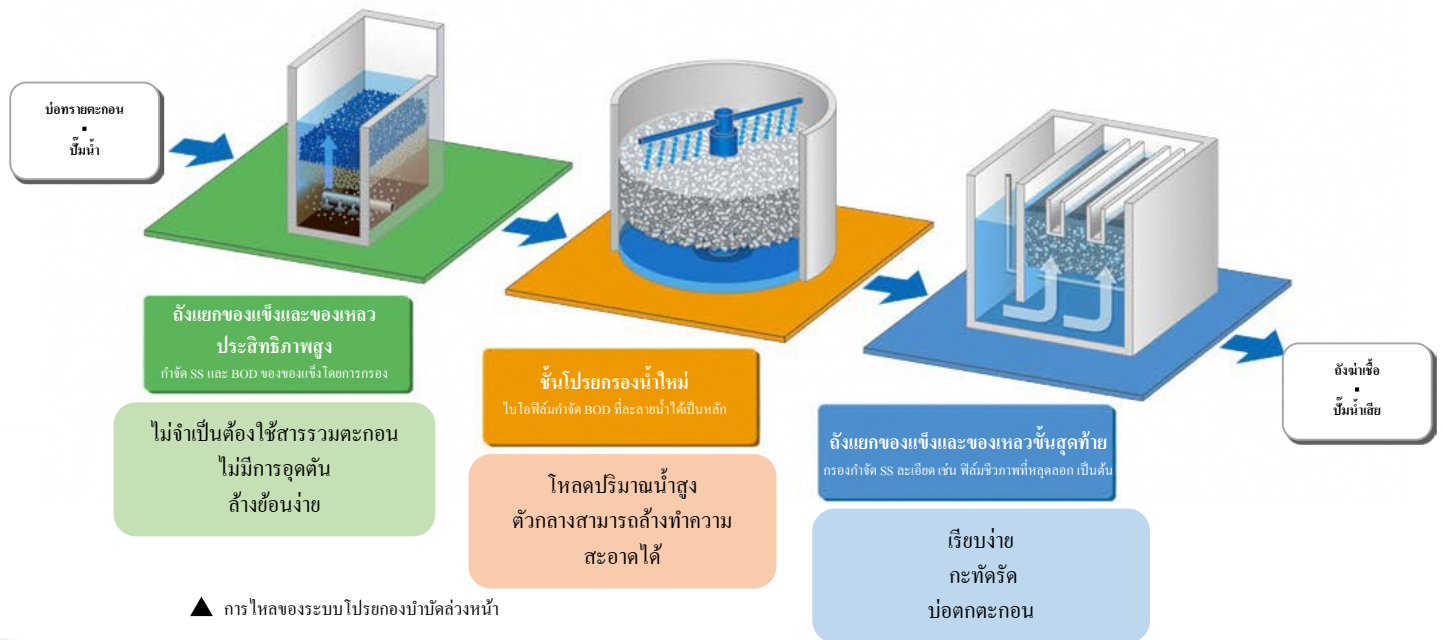 บ่อทรายตะกอน
▪
ปั๊มน้ำ
ถังแยกของแข็งและของเหลว
ประสิทธิภาพสูง
กำจัด SS และ BOD ของของแข็งโดยการกรอง
ไม่จำเป็นต้องใช้สารรวมตะกอน
ไม่มีการอุดตัน
ล้างย้อนง่าย
ชั้นโปรยกรองน้ำใหม่
ไบโอฟิล์มกำจัด BOD ที่ละลายน้ำได้เป็นหลัก
โหลดปริมาณน้ำสูง
ตัวกลางสามารถล้างทำความ
สะอาดได้
ถังแยกของแข็งและของเหลวขั้นสุดท้าย
กรองกำจัด SS ละเอียด เช่น ฟิล์มชีวภาพที่หลุดลอก เป็นต้น
เรียบง่าย
กะทัดรัด
บ่อตกตะกอน
ถังฆ่าเชื้อ
▪
ปั๊มน้ำเสีย
▲ การไหลของระบบโปรยกองบำบัดล่วงหน้า